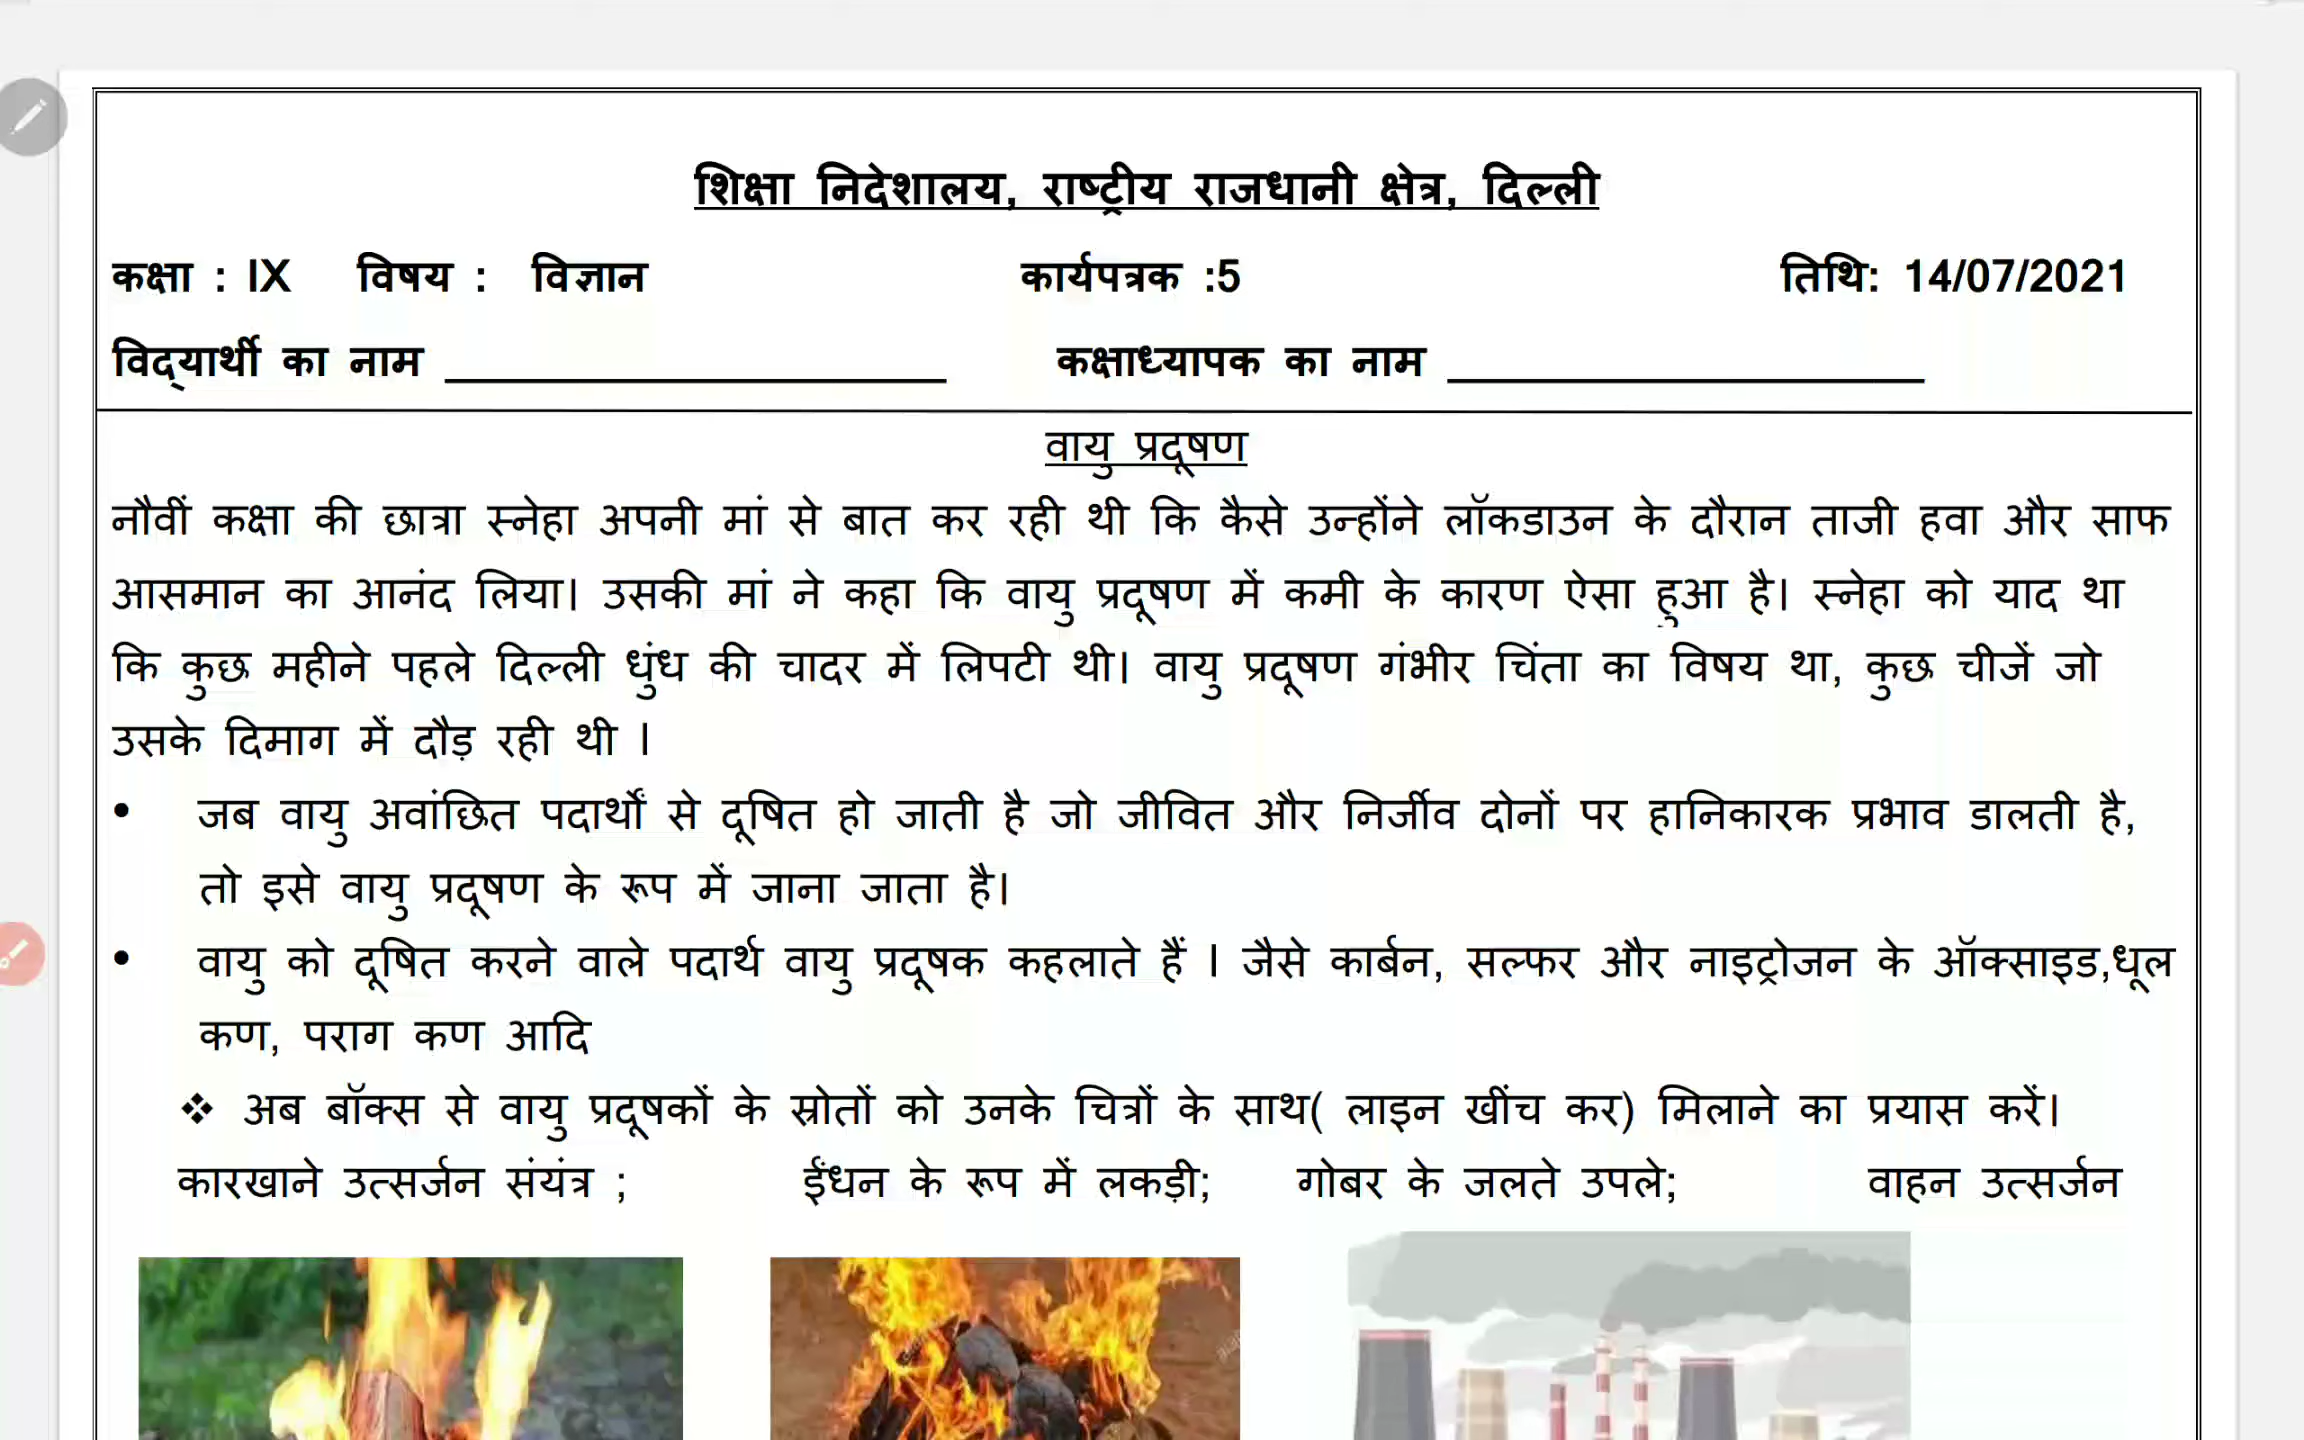 शिक्षा निदेशालय, राष्ट्रीय राजधानी क्षेत्र, दिल्ली
कक्षा : IX विषय : विज्ञान कार्यपत्रक :5 तिथि: 14/07/2021
विद्यार्थी का नाम ____________ कक्षाध्यापक का नाम ____________
वायु प्रदूषण
नौवीं कक्षा की छात्रा स्नेहा अपनी मां से बात कर रही थी कि कैसे उन्होंने लॉकडाउन के दौरान ताजी हवा और साफ
आसमान का आनंद लिया। उसकी मां ने कहा कि वायु प्रदूषण में कमी के कारण ऐसा हुआ है। स्नेहा को याद था
कि कुछ महीने पहले दिल्ली धुंध की चादर में लिपटी थी। वायु प्रदूषण गंभीर चिंता का विषय था, कुछ चीजें जो
उसके दिमाग में दौड़ रही थी ।
• जब वायु अवांछित पदार्थों से दूषित हो जाती है जो जीवित और निर्जीव दोनों पर हानिकारक प्रभाव डालती है,
तो इसे वायु प्रदूषण के रूप में जाना जाता है।
• वायु को दूषित करने वाले पदार्थ वायु प्रदूषक कहलाते हैं । जैसे कार्बन, सल्फर और नाइट्रोजन के ऑक्साइड,धूल
कण, पराग कण आदि
❖ अब बॉक्स से वायु प्रदूषकों के स्रोतों को उनके चित्रों के साथ( लाइन खींच कर) मिलाने का प्रयास करें।
कारखाने उत्सर्जन संयंत्र ; ईंधन के रूप में लकड़ी; गोबर के जलते उपले; वाहन उत्सर्जन